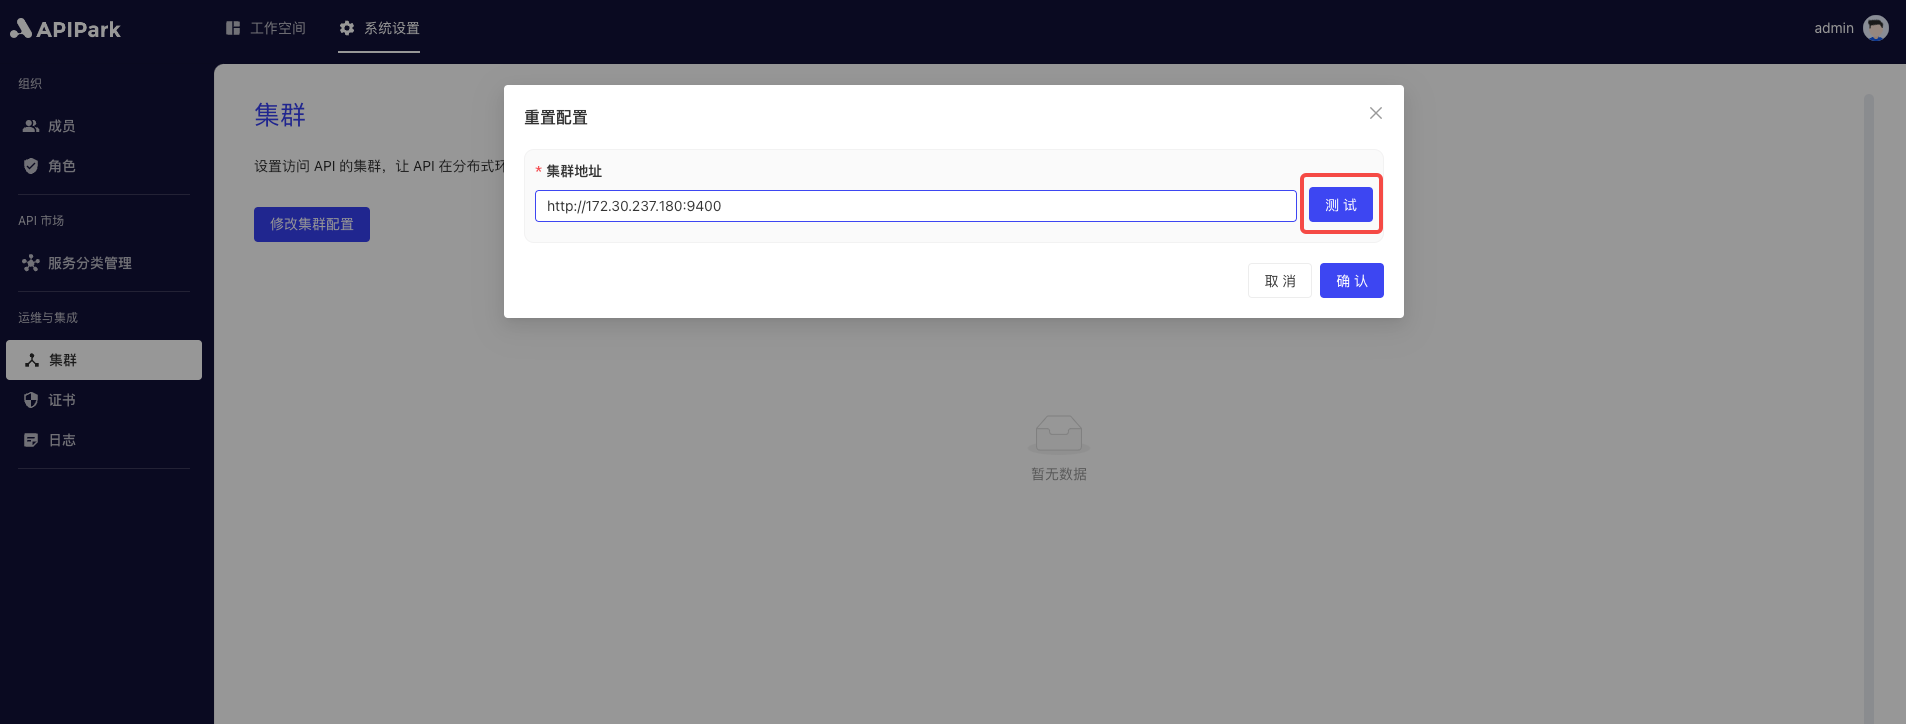 APIPark
工作空间
系统设置
admin
组织
成员
角色
API 市场
服务分类管理
运维与集成
集群
证书
日志
集群
设置访问 API 的集群，让 API 在分布式环
修改集群配置
重置配置
* 集群地址
http://172.30.237.180:9400
测 试
取 消
确 认
暂无数据